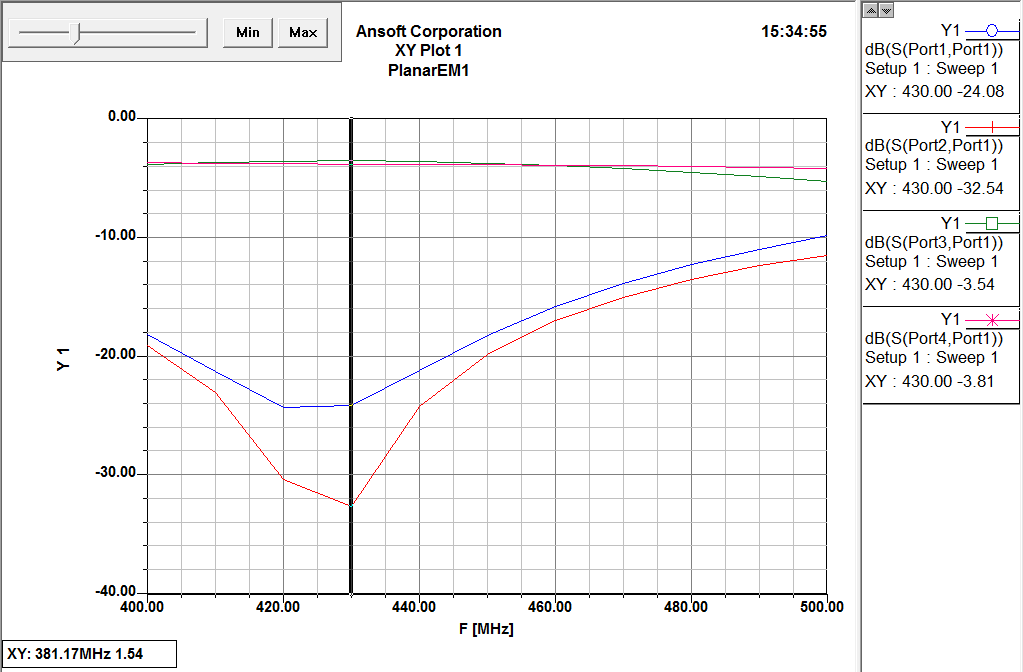 Min Max
Ansoft Corporation
15:34:55
XY Plot 1
PlanarEM1
0.00
-10.00
-20.00
-30.00
-40.00
Y 1
400.00 420.00 440.00 460.00 480.00 500.00
F [MHz]
XY: 381.17MHz 1.54
Y1
dB(S(Port1,Port1))
Setup 1 : Sweep 1
XY : 430.00 -24.08
Y1
dB(S(Port2,Port1))
Setup 1 : Sweep 1
XY : 430.00 -32.54
Y1
dB(S(Port3,Port1))
Setup 1 : Sweep 1
XY : 430.00 -3.54
Y1
dB(S(Port4,Port1))
Setup 1 : Sweep 1
XY : 430.00 -3.81